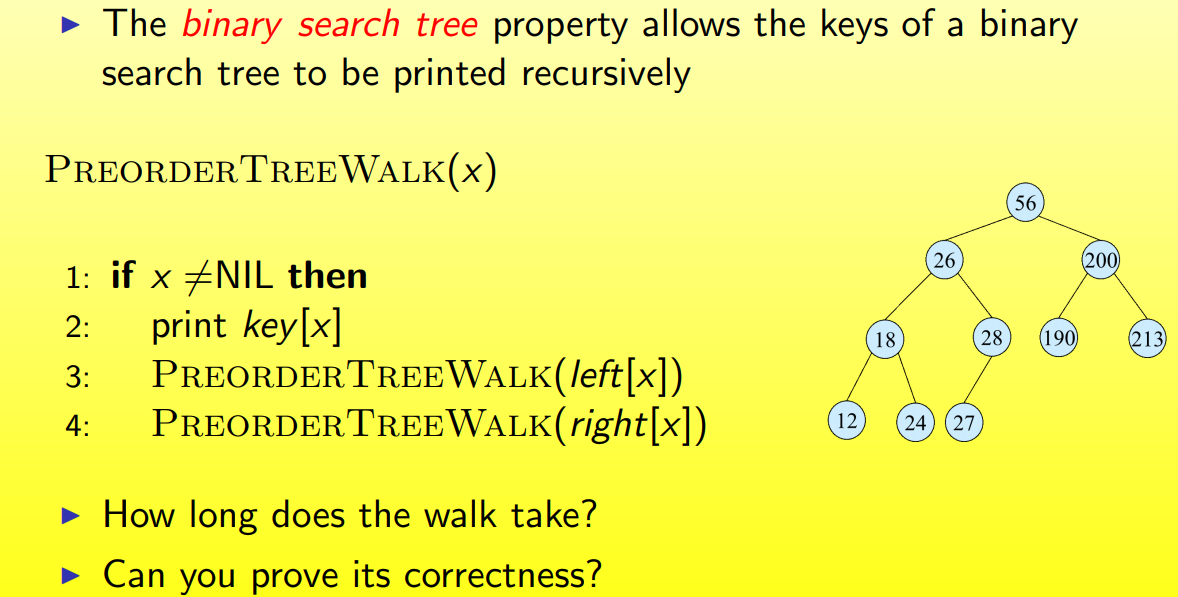 ▶ The binary search tree property allows the keys of a binary
search tree to be printed recursively
PREORDERTREEWALK(x)
1: if x ≠NIL then
2: print key[x]
3: PREORDERTREEWALK(left[x])
4: PREORDERTREEWALK(right[x])
56
26 200
18 28 190 213
12 24 27
▶ How long does the walk take?
▶ Can you prove its correctness?